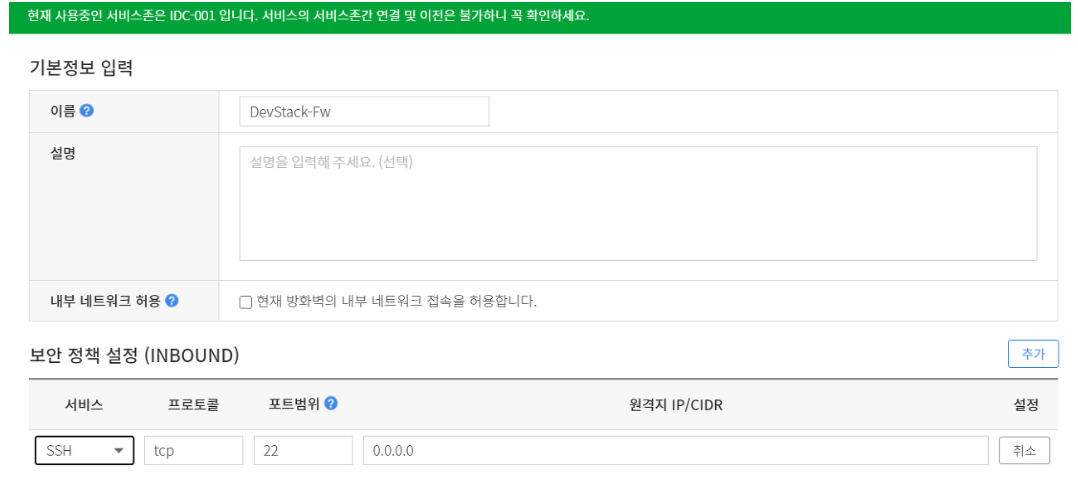 현재 사용중인 서비스존은 IDC-001 입니다. 서비스의 서비스존간 연결 및 이전은 불가하니 꼭 확인하세요.
기본정보 입력
이름 ?
DevStack-Fw
설명
설명을 입력해 주세요. (선택)
내부 네트워크 허용 ?
현재 방화벽의 내부 네트워크 접속을 허용합니다.
보안 정책 설정 (INBOUND)
추가
서비스 프로토콜 포트범위 ? 원격지 IP/CIDR 설정
SSH tcp 22 0.0.0.0 취소